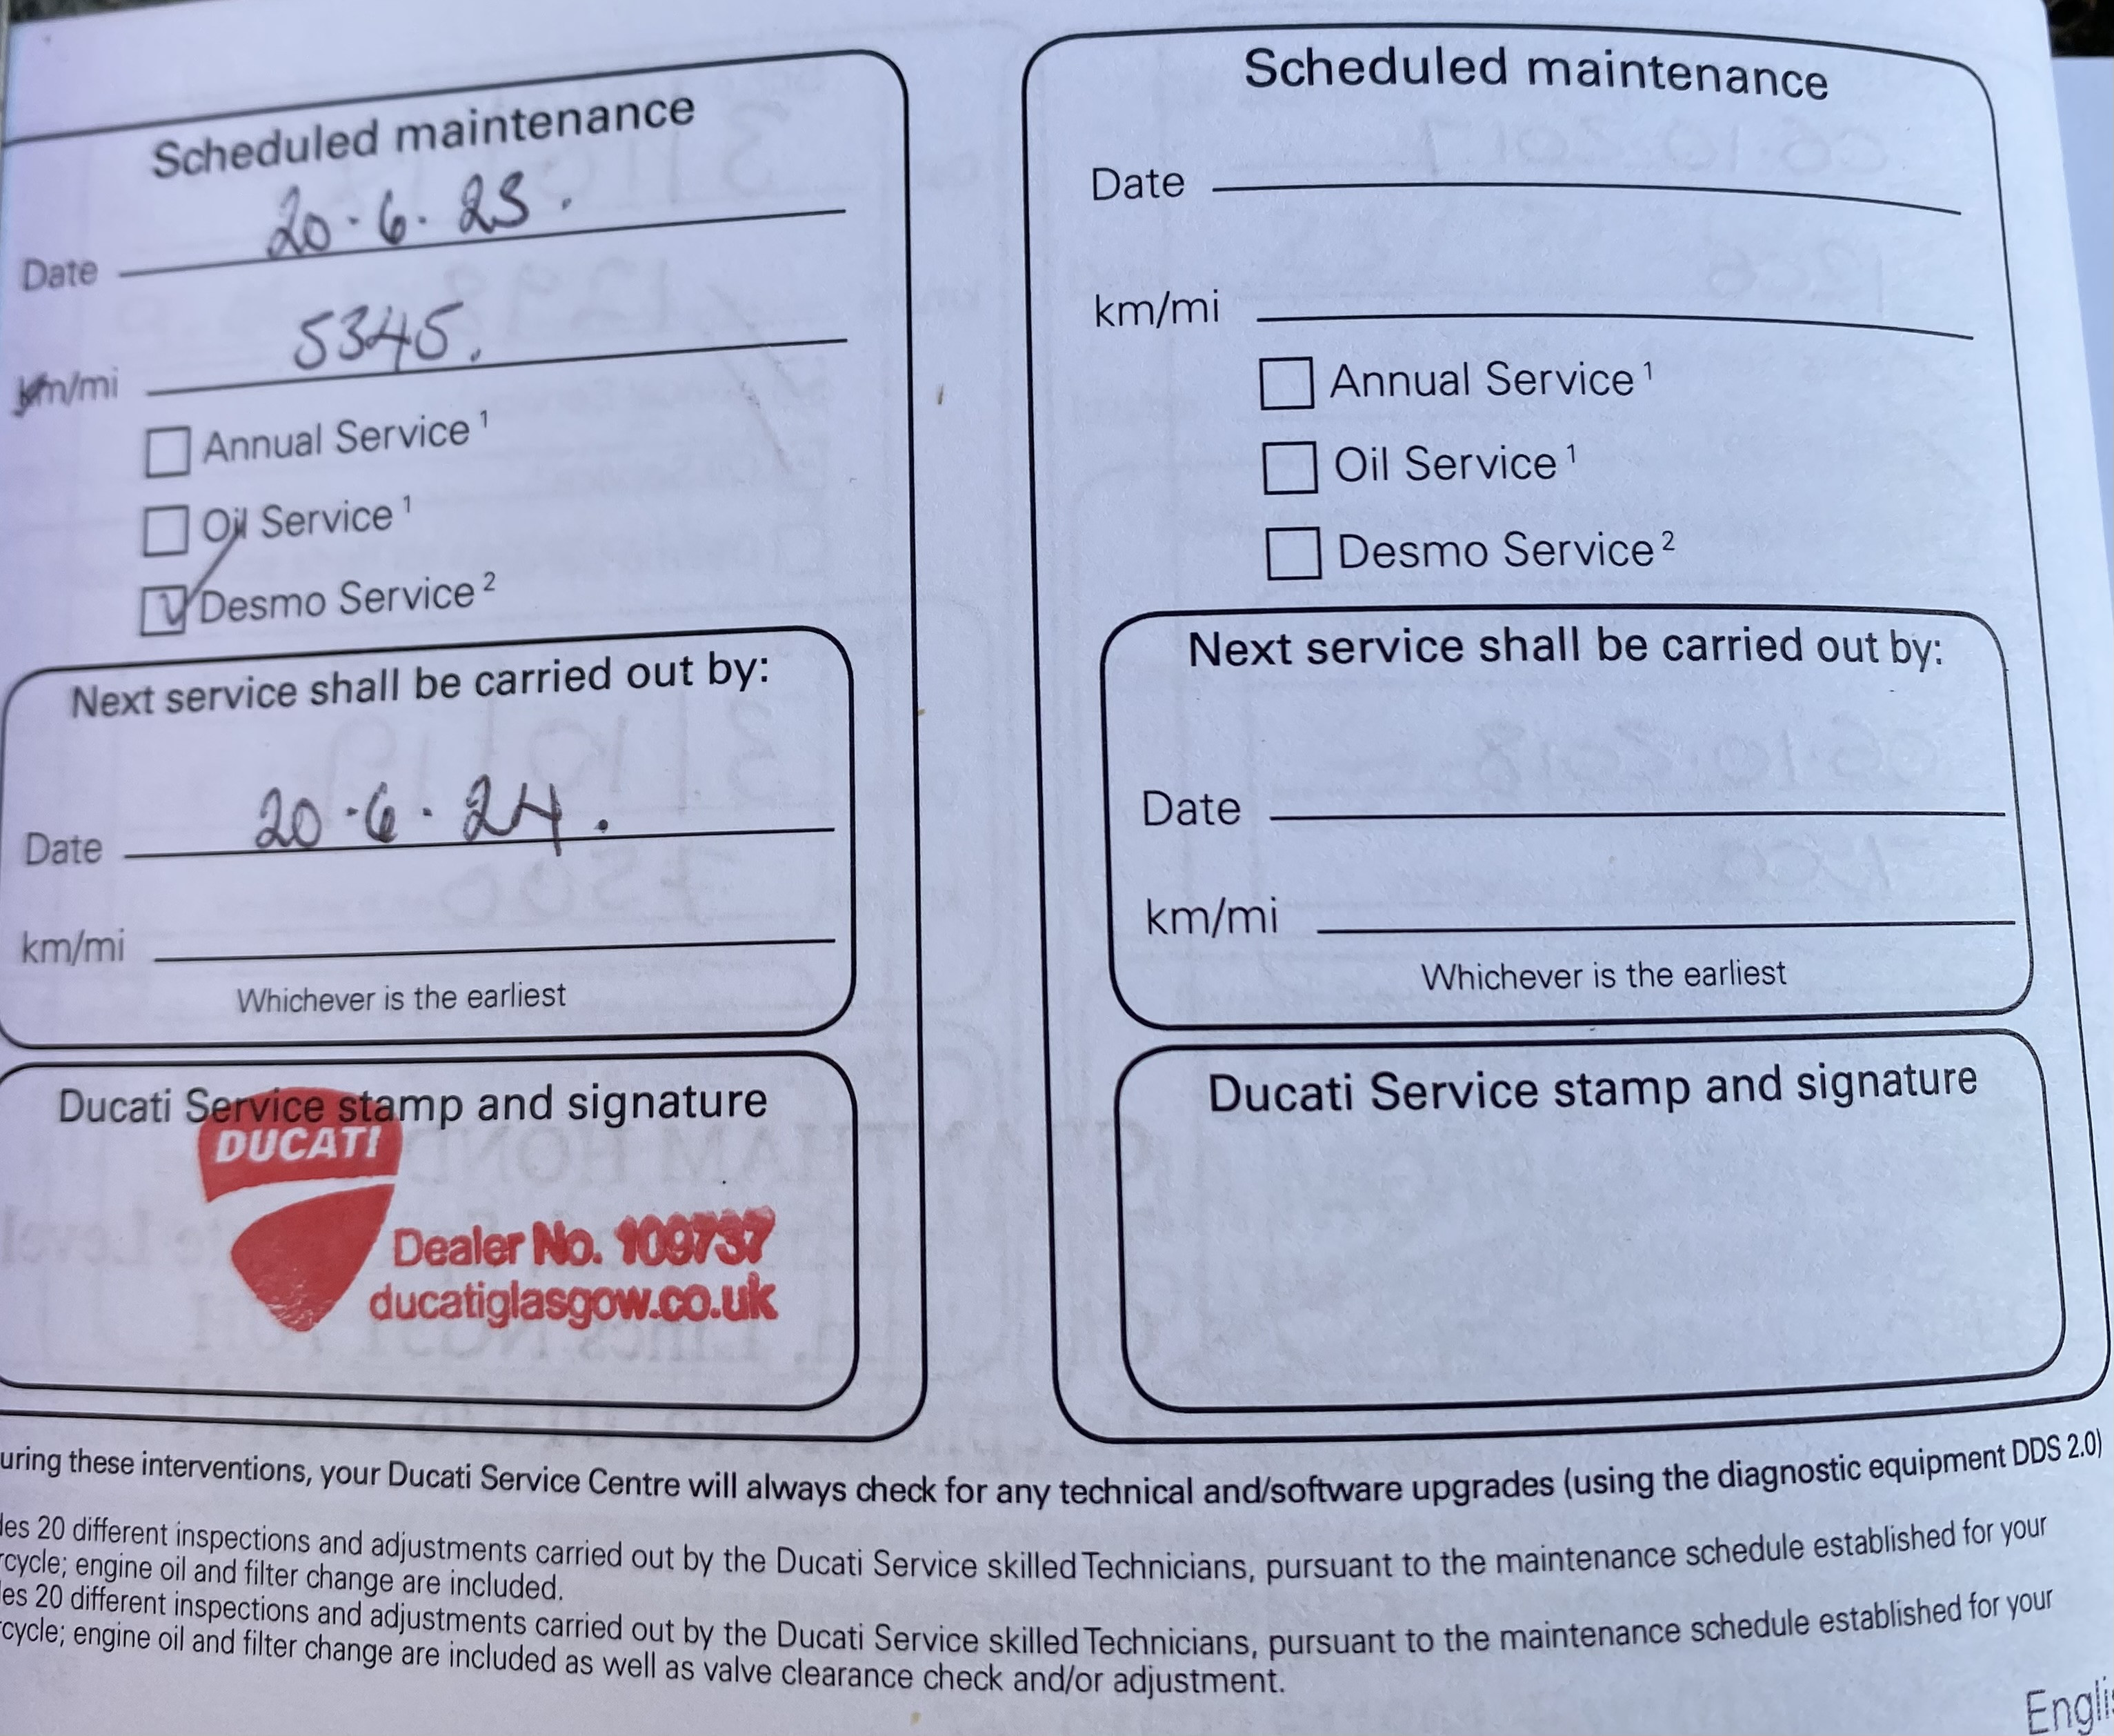 Scheduled maintenance
Date 20.6.23.
km/mi 5345.
Annual Service 1
Oil Service 1
Desmo Service 2
Next service shall be carried out by:
Date 20.6.24.
km/mi
Whichever is the earliest
Ducati Service stamp and signature
DUCATI
Dealer No. 109737
ducatiglasgow.co.uk
Scheduled maintenance
Date
km/mi
Annual Service 1
Oil Service 1
Desmo Service 2
Next service shall be carried out by:
Date
km/mi
Whichever is the earliest
Ducati Service stamp and signature
uring these interventions, your Ducati Service Centre will always check for any technical and/software upgrades (using the diagnostic equipment DDS 2.0)
les 20 different inspections and adjustments carried out by the Ducati Service skilled Technicians, pursuant to the maintenance schedule established for your
rcycle; engine oil and filter change are included.
les 20 different inspections and adjustments carried out by the Ducati Service skilled Technicians, pursuant to the maintenance schedule established for your
cycle; engine oil and filter change are included as well as valve clearance check and/or adjustment.
Englis